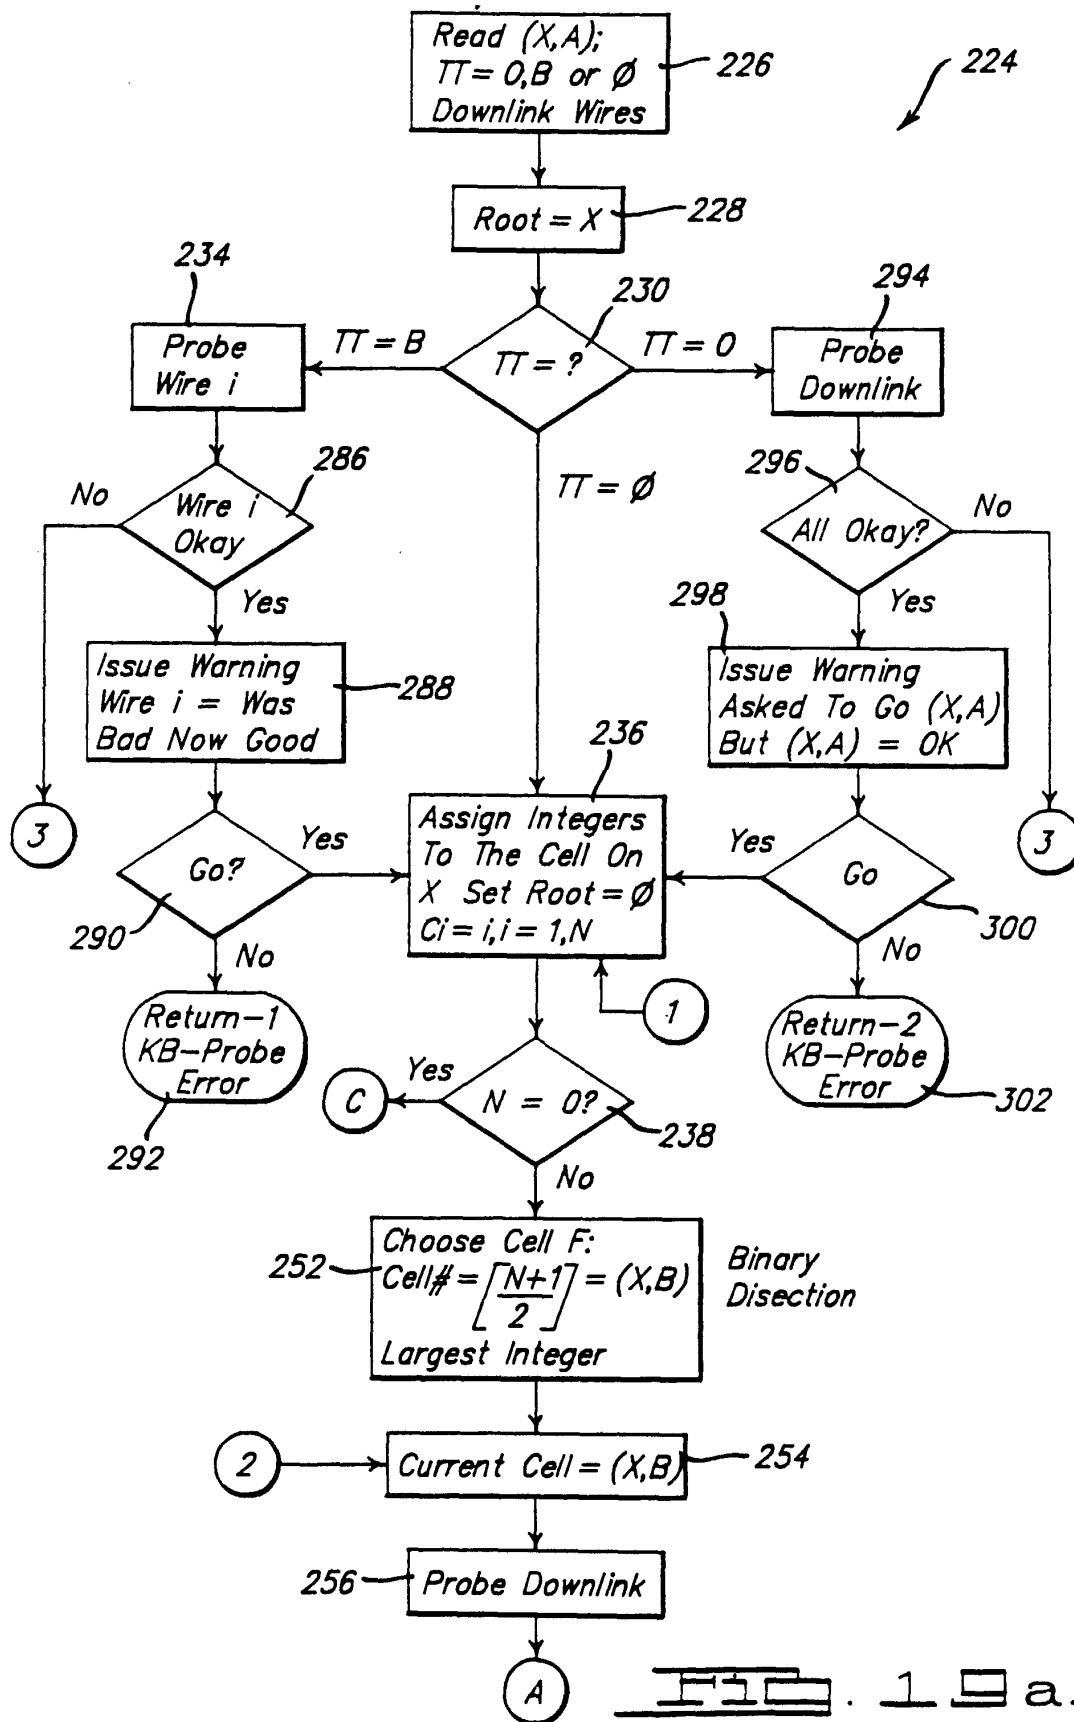 Read (X,A);
TT = 0,B or ϕ
Downlink Wires
226
224
Root = X
228
234
230
294
Probe
Wire i
TT = B
TT = ?
TT = 0
Probe
Downlink
286
296
No
Wire i
Okay
TT = ϕ
All Okay?
No
Yes
298
Yes
Issue Warning
Wire i = Was
Bad Now Good
288
Issue Warning
Asked To Go (X,A)
But (X,A) = OK
236
3
Go?
Yes
Assign Integers
To The Cell On
X Set Root = ϕ
Ci = i, i = 1, N
Yes
Go
3
290
No
300
No
Return-1
KB-Probe
Error
1
Return-2
KB-Probe
Error
292
C
Yes
N = 0?
238
302
No
Choose Cell F:
252
Cell# = [N+1/2] = (X,B)
Largest Integer
Binary
Disection
2
Current Cell = (X,B)
254
256
Probe Downlink
A
FIG. 19a.